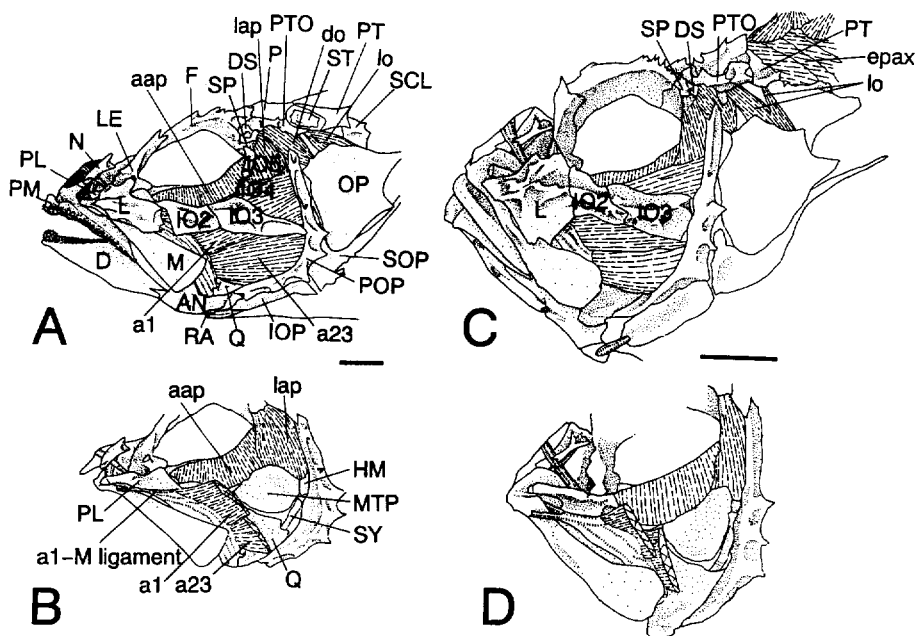 lap
PTO
do
DS
P
ST
PT
lo
SCL
SP
F
aap
LE
N
PL
PM
L
IO2
IO3
OP
D
M
AN
a1
RA
Q
IOP
a23
POP
SOP
A
SP
DS
PTO
PT
epax
lo
L
IO2
IO3
C
aap
lap
HM
MTP
SY
Q
PL
a1-M ligament
a1
a23
B
D